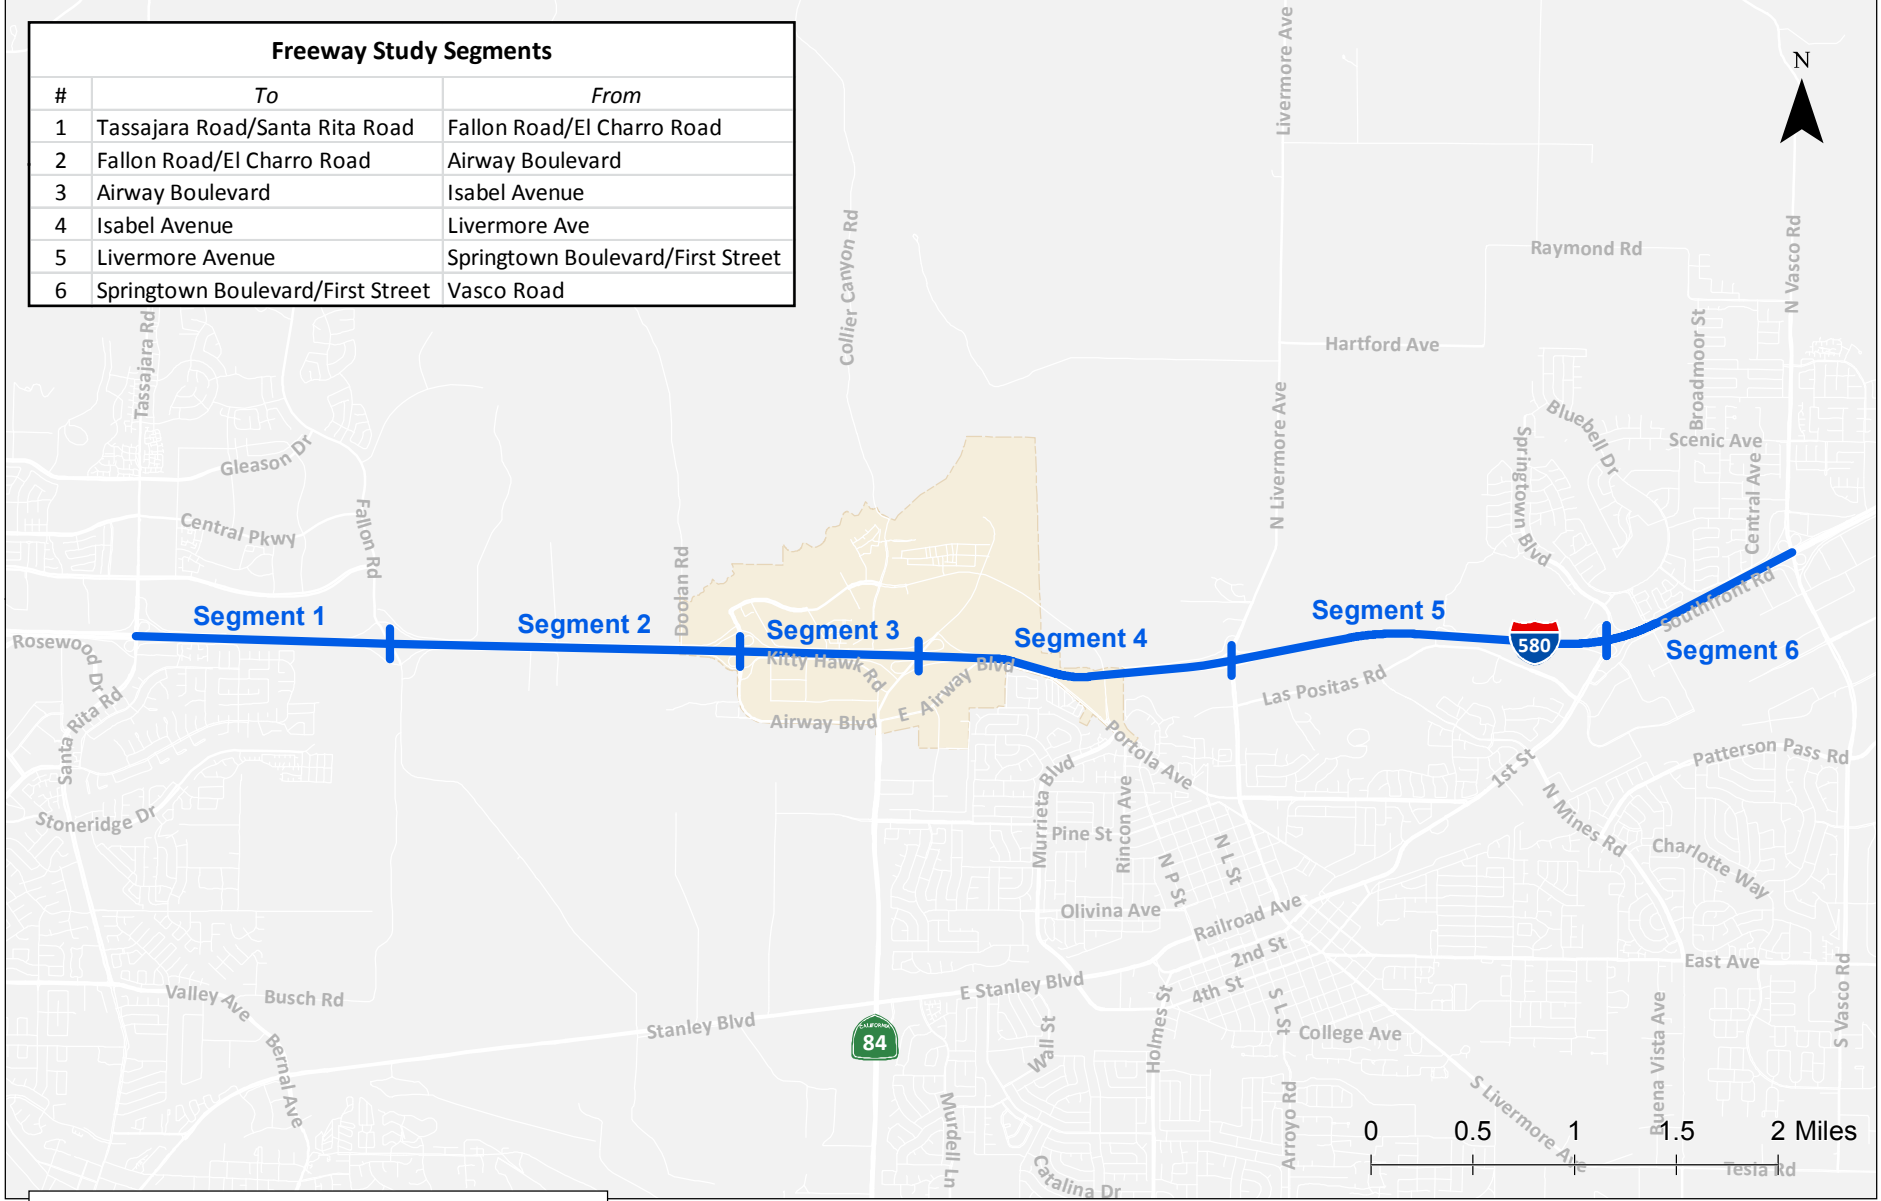 Freeway Study Segments
# To From
1 Tassajara Road/Santa Rita Road Fallon Road/El Charro Road
2 Fallon Road/El Charro Road Airway Boulevard
3 Airway Boulevard Isabel Avenue
4 Isabel Avenue Livermore Ave
5 Livermore Avenue Springtown Boulevard/First Street
6 Springtown Boulevard/First Street Vasco Road
N
Livermore Ave
Collier Canyon Rd
Raymond Rd
N Vasco Rd
Tassajara Rd
Hartford Ave
Broadmoor St
N Livermore Ave
Bluebell Dr
Springtown Blvd
Scenic Ave
Central Ave
Gleason Dr
Central Pkwy
Fallon Rd
Doolan Rd
Segment 1
Segment 2
Segment 3
Segment 4
Segment 5
580
Segment 6
Southfront Rd
Rosewood Dr
Santa Rita Rd
Kitty Hawk Rd
E Airway Blvd
Airway Blvd
Las Positas Rd
Portola Ave
1st St
Patterson Pass Rd
Stoneridge Dr
Murrieta Blvd
Pine St
Rincon Ave
N P St
N L St
N Mines Rd
Charlotte Way
Olivina Ave
Railroad Ave
2nd St
4th St
East Ave
S Vasco Rd
Valley Ave
Busch Rd
Bernal Ave
Stanley Blvd
E Stanley Blvd
CALIFORNIA
84
Wall St
Holmes St
S L St
College Ave
Buena Vista Ave
S Livermore Ave
Arroyo Rd
Murdell Ln
Catalina Dr
Tesla Rd
0 0.5 1 1.5 2 Miles